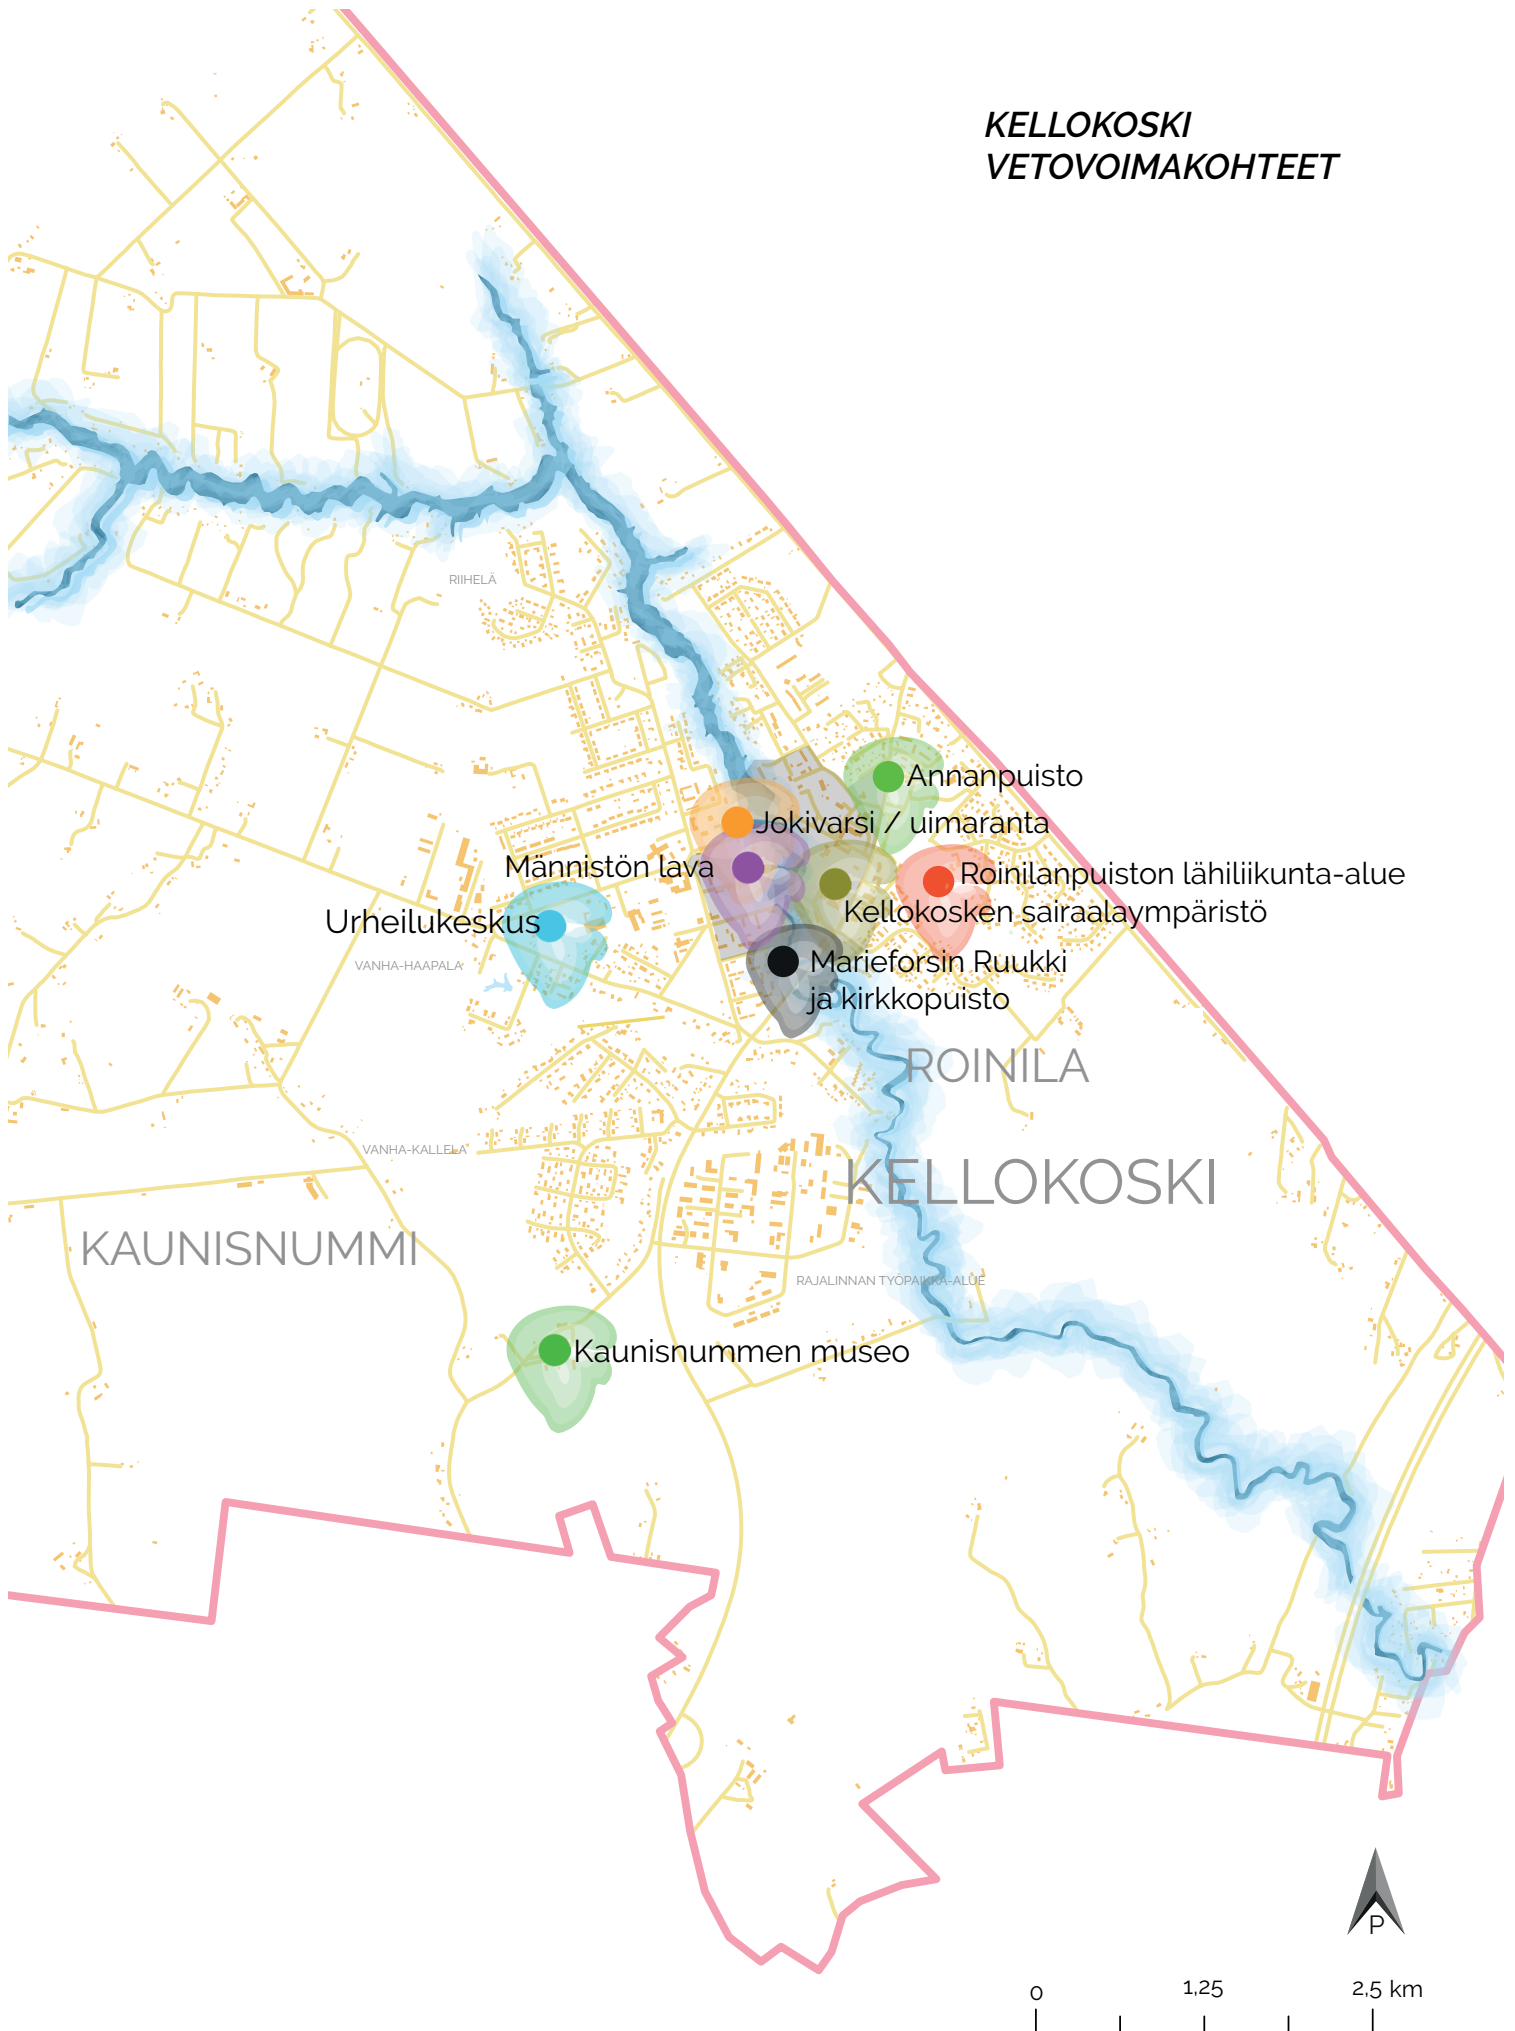 KELLOKOSKI
VETOVOIMAKOHTEET
RIIHELÄ
Annanpuisto
Jokivarsi / uimaranta
Männistön lava
Roinilanpuiston lähiliikunta-alue
Kellokosken sairaalaympäristö
Urheilukeskus
VANHA-HAAPALA
Marieforsin Ruukki
ja kirkkopuisto
ROINILA
VANHA-KALLELA
KELLOKOSKI
KAUNISNUMMI
RAJALINNAN TYÖPAIKKA-ALUE
Kaunisnummen museo
P
0 1,25 2,5 km